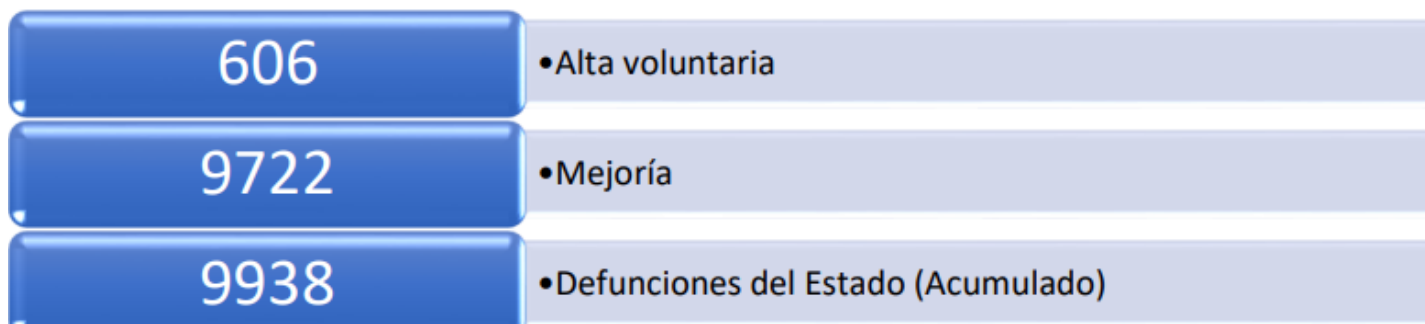 606 •Alta voluntaria
9722 •Mejoría
9938 •Defunciones del Estado (Acumulado)